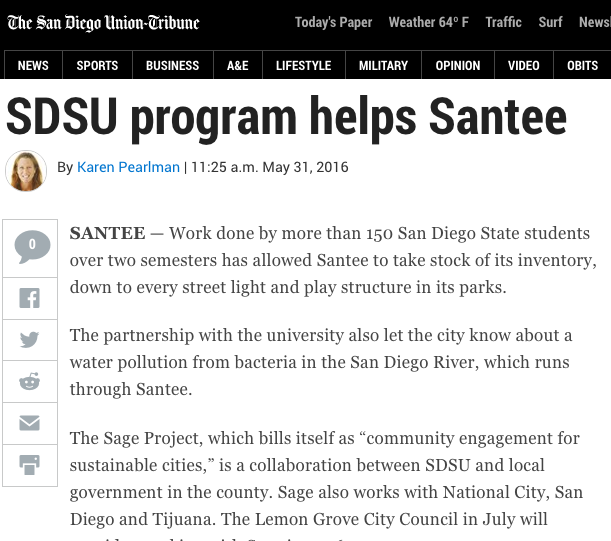 The San Diego Union-Tribune
Today's Paper Weather 64° F Traffic Surf News
NEWS SPORTS BUSINESS A&E LIFESTYLE MILITARY OPINION VIDEO OBITS
SDSU program helps Santee
By Karen Pearlman | 11:25 a.m. May 31, 2016
0
SANTEE — Work done by more than 150 San Diego State students
over two semesters has allowed Santee to take stock of its inventory,
down to every street light and play structure in its parks.
The partnership with the university also let the city know about a
water pollution from bacteria in the San Diego River, which runs
through Santee.
The Sage Project, which bills itself as “community engagement for
sustainable cities,” is a collaboration between SDSU and local
government in the county. Sage also works with National City, San
Diego and Tijuana. The Lemon Grove City Council in July will